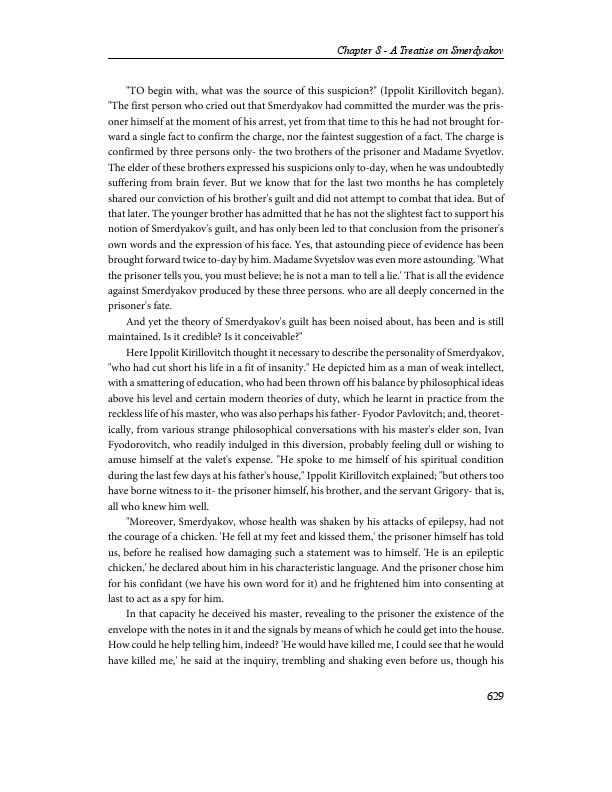 Chapter 8 - A Treatise on Smerdyakov
"TO begin with, what was the source of this suspicion?" (Ippolit Kirillovitch began).
"The first person who cried out that Smerdyakov had committed the murder was the pris-
oner himself at the moment of his arrest, yet from that time to this he had not brought for-
ward a single fact to confirm the charge, nor the faintest suggestion of a fact. The charge is
confirmed by three persons only- the two brothers of the prisoner and Madame Svyetlov.
The elder of these brothers expressed his suspicions only to-day, when he was undoubtedly
suffering from brain fever. But we know that for the last two months he has completely
shared our conviction of his brother's guilt and did not attempt to combat that idea. But of
that later. The younger brother has admitted that he has not the slightest fact to support his
notion of Smerdyakov's guilt, and has only been led to that conclusion from the prisoner's
own words and the expression of his face. Yes, that astounding piece of evidence has been
brought forward twice to-day by him. Madame Svyetslov was even more astounding. 'What
the prisoner tells you, you must believe; he is not a man to tell a lie.' That is all the evidence
against Smerdyakov produced by these three persons. who are all deeply concerned in the
prisoner's fate.
And yet the theory of Smerdyakov's guilt has been noised about, has been and is still
maintained. Is it credible? Is it conceivable?"
Here Ippolit Kirillovitch thought it necessary to describe the personality of Smerdyakov,
"who had cut short his life in a fit of insanity." He depicted him as a man of weak intellect,
with a smattering of education, who had been thrown off his balance by philosophical ideas
above his level and certain modern theories of duty, which he learnt in practice from the
reckless life of his master, who was also perhaps his father- Fyodor Pavlovitch; and, theoret-
ically, from various strange philosophical conversations with his master's elder son, Ivan
Fyodorovitch, who readily indulged in this diversion, probably feeling dull or wishing to
amuse himself at the valet's expense. "He spoke to me himself of his spiritual condition
during the last few days at his father's house," Ippolit Kirillovitch explained; "but others too
have borne witness to it- the prisoner himself, his brother, and the servant Grigory- that is,
all who knew him well.
"Moreover, Smerdyakov, whose health was shaken by his attacks of epilepsy, had not
the courage of a chicken. 'He fell at my feet and kissed them,' the prisoner himself has told
us, before he realised how damaging such a statement was to himself. 'He is an epileptic
chicken,' he declared about him in his characteristic language. And the prisoner chose him
for his confidant (we have his own word for it) and he frightened him into consenting at
last to act as a spy for him.
In that capacity he deceived his master, revealing to the prisoner the existence of the
envelope with the notes in it and the signals by means of which he could get into the house.
How could he help telling him, indeed? 'He would have killed me, I could see that he would
have killed me,' he said at the inquiry, trembling and shaking even before us, though his
629